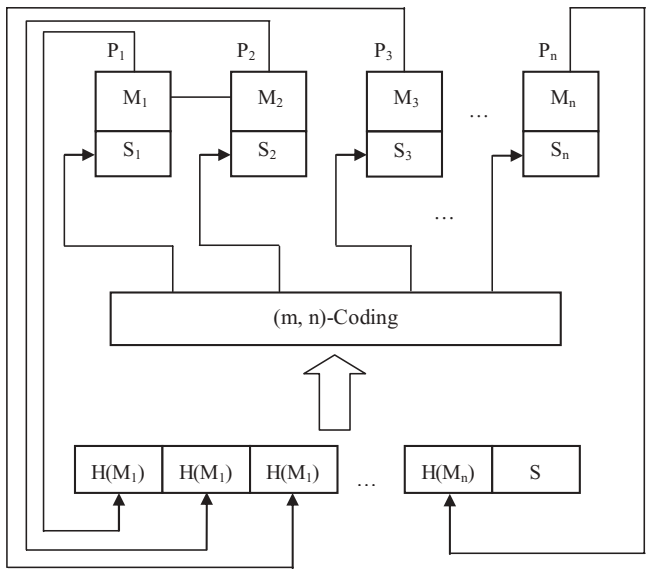 P₁ P₂ P₃ Pₙ
M₁ M₂ M₃ … Mₙ
S₁ S₂ S₃ Sₙ
…
(m, n)-Coding
H(M₁) H(M₁) H(M₁) … H(Mₙ) S